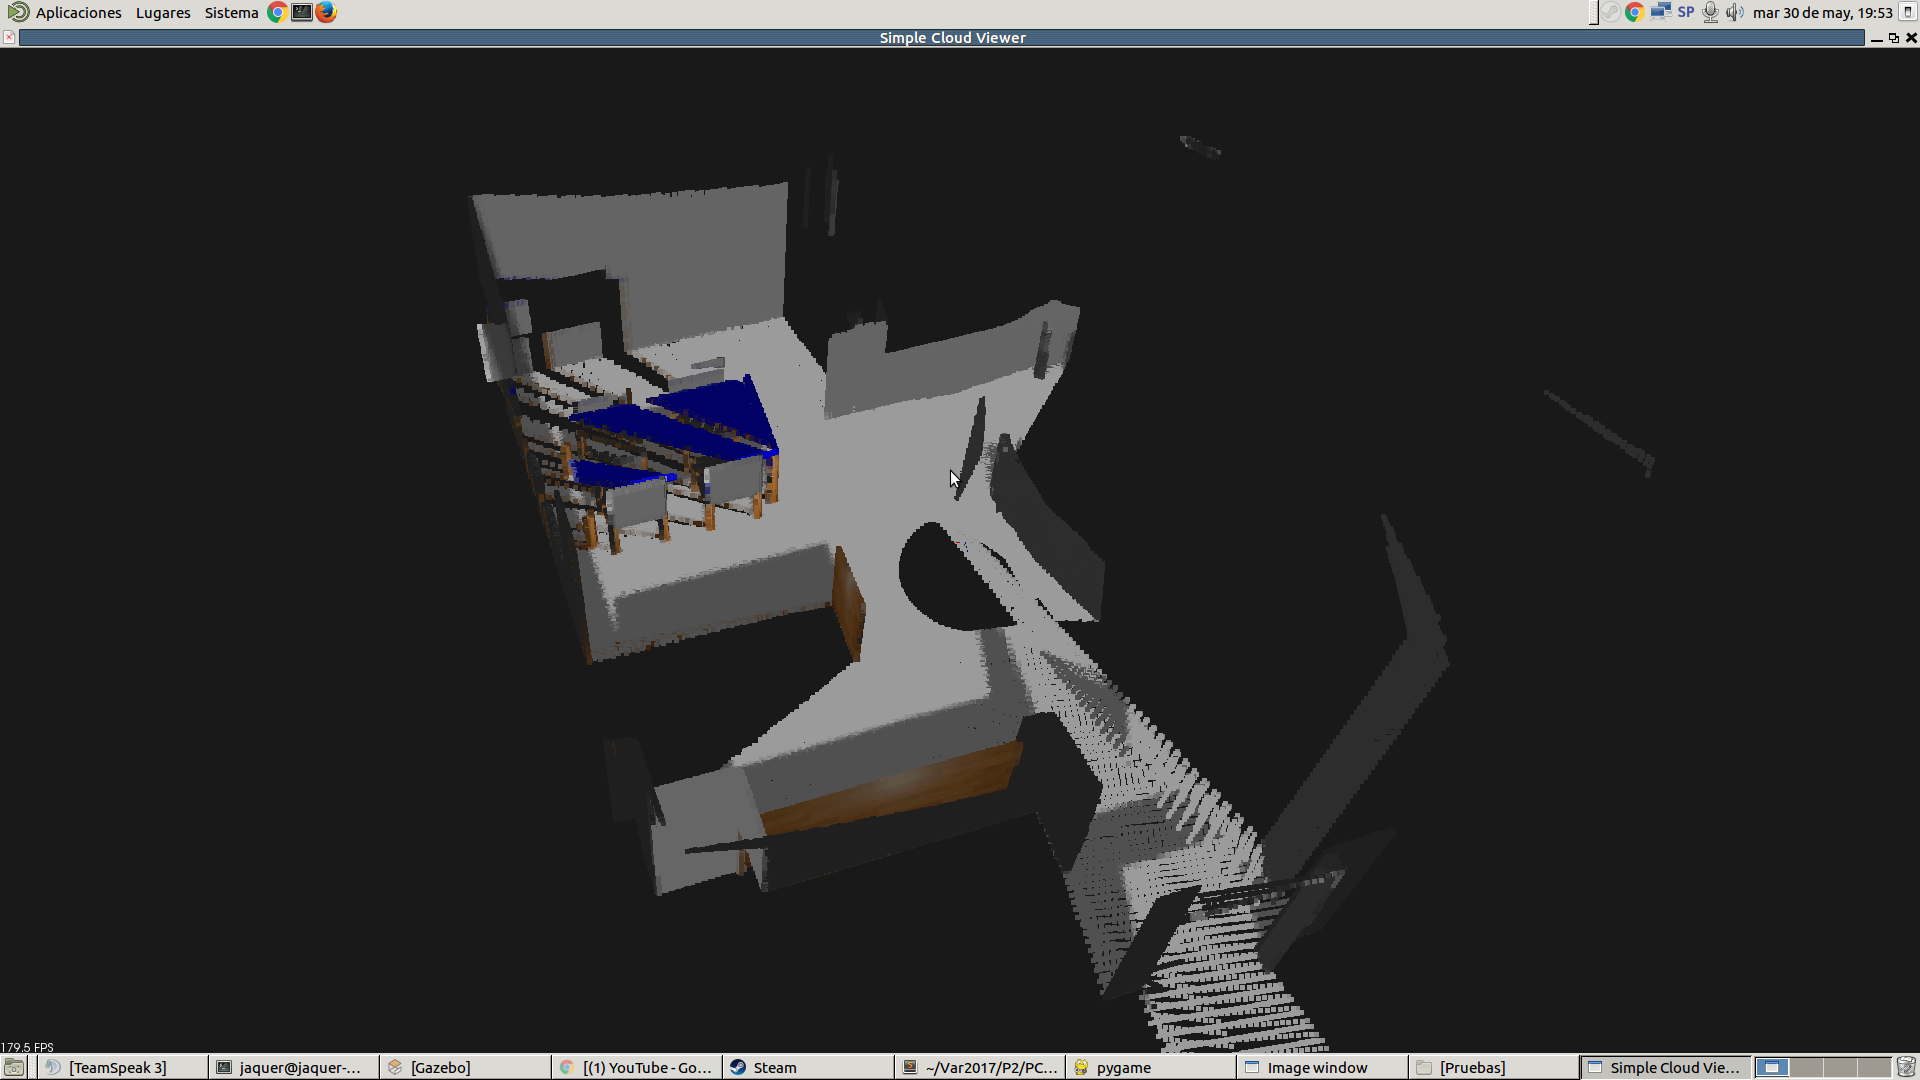 Aplicaciones Lugares Sistema SP mar 30 de may, 19:53
Simple Cloud Viewer
179.5 FPS
[TeamSpeak 3] jaquer@jaquer-... [Gazebo] [(1) YouTube - Go... Steam ~/Var2017/P2/PC... pygame Image window [Pruebas] Simple Cloud Vie...